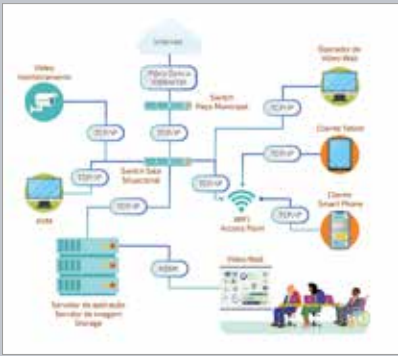 Internet
Fibra Óptica
Vídeo
monitoramento
Switch
Paço Municipal
Operador de
Vídeo Wall
TCP-IP
TCP-IP
TCP-IP
Cliente Tablet
TCP-IP
Switch Sala
Situacional
TCP-IP
TCP-IP
WIFI
Access Point
TCP-IP
Cliente
Smart Phone
TCP-IP
Vídeo Wall
HDMI
Servidor de aplicação
Servidor de imagem
Storage